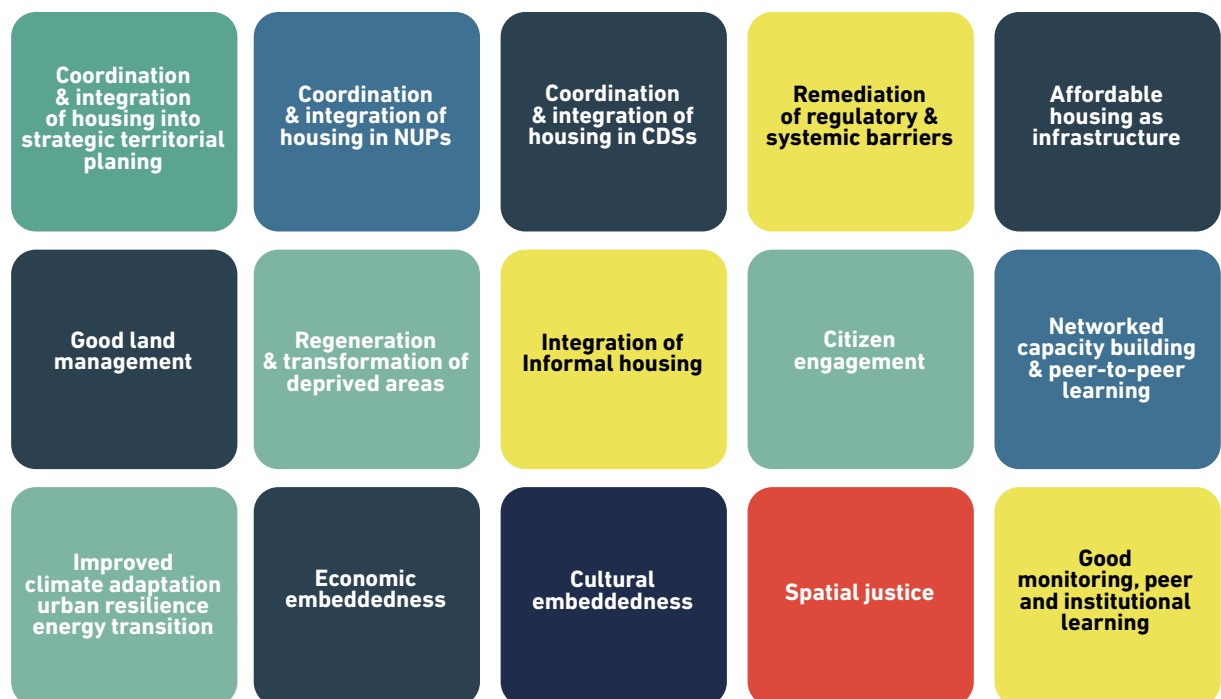 Coordination
& integration
of housing into
strategic territorial
planing
Coordination
& integration of
housing in NUPs
Coordination
& integration of
housing in CDSs
Remediation
of regulatory &
systemic barriers
Affordable
housing as
infrastructure
Good land
management
Regeneration
& transformation of
deprived areas
Integration of
Informal housing
Citizen
engagement
Networked
capacity building
& peer-to-peer
learning
Improved
climate adaptation
urban resilience
energy transition
Economic
embeddedness
Cultural
embeddedness
Spatial justice
Good
monitoring, peer
and institutional
learning